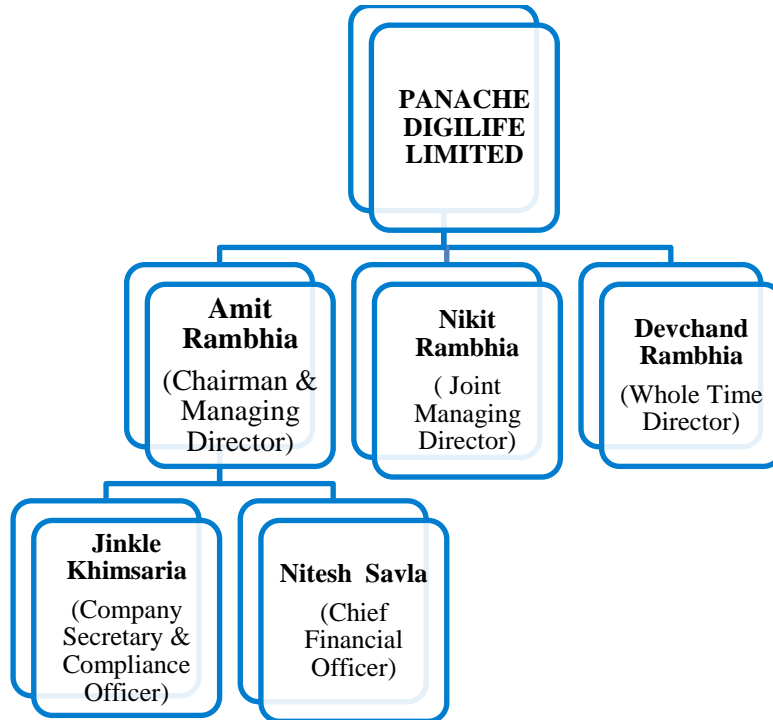 PANACHE
DIGILIFE
LIMITED
Amit
Rambhia
(Chairman &
Managing
Director)
Nikit
Rambhia
( Joint
Managing
Director)
Devchand
Rambhia
(Whole Time
Director)
Jinkle
Khimsaria
(Company
Secretary &
Compliance
Officer)
Nitesh  Savla
(Chief
Financial
Officer)